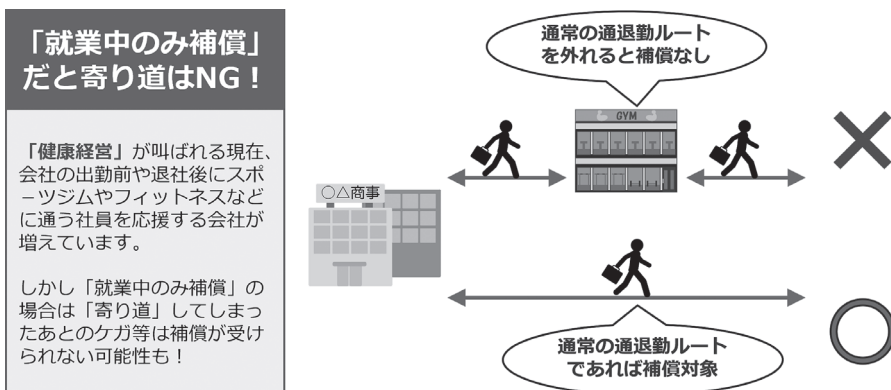 「就業中のみ補償」
だと寄り道はNG！
「健康経営」が叫ばれる現在、
会社の出勤前や退社後にスポ
－ツジムやフィットネスなど
に通う社員を応援する会社が
増えています。
しかし「就業中のみ補償」の
場合は「寄り道」してしまっ
たあとのケガ等は補償が受け
られない可能性も！
通常の通退勤ルート
を外れると補償なし
GYM
〇△商事
通常の通退勤ルート
であれば補償対象